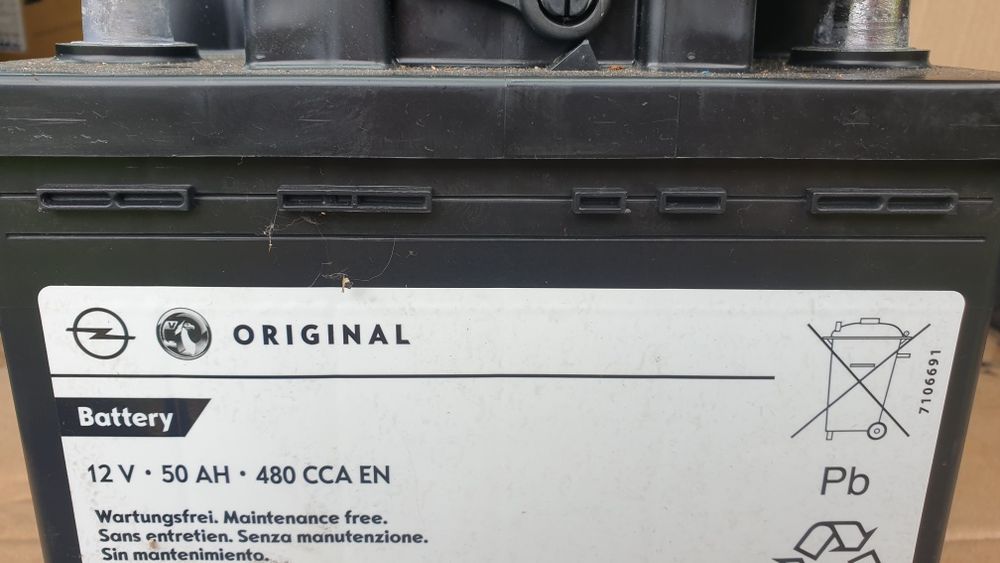 ORIGINAL
Battery
12 V · 50 AH · 480 CCA EN
Wartungsfrei. Maintenance free.
Sans entretien. Senza manutenzione.
Sin mantenimiento.
7106691
Pb